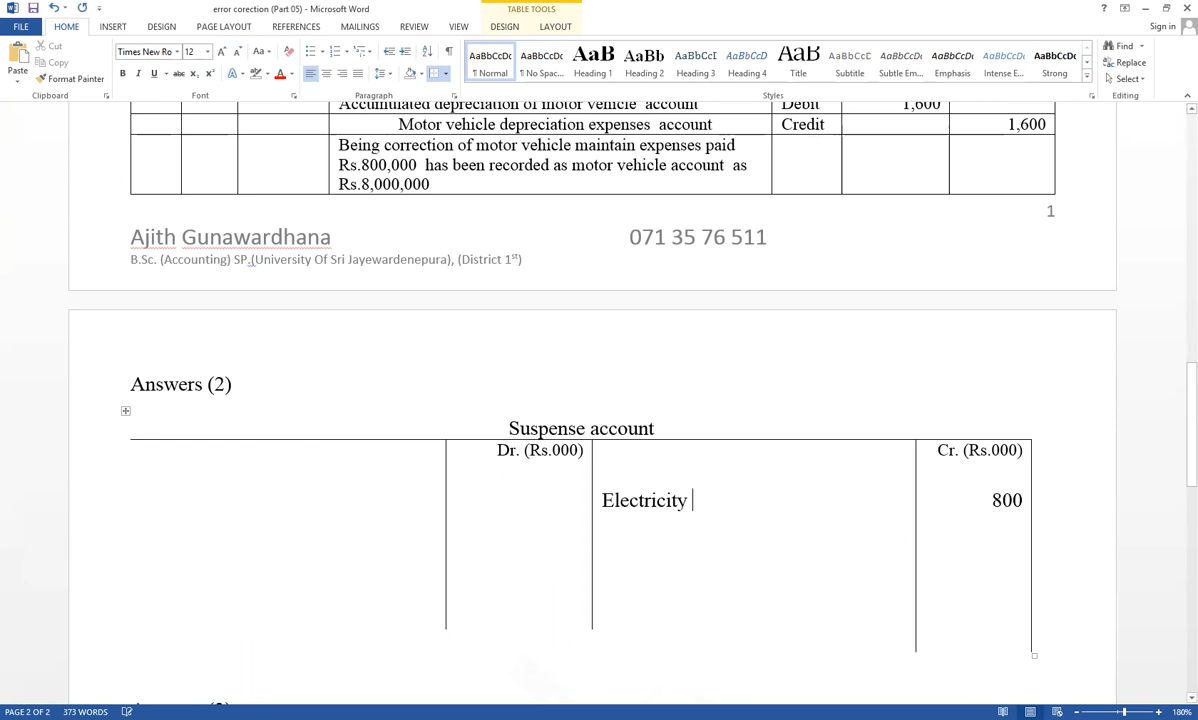 error corection (Part 05) - Microsoft Word
TABLE TOOLS
Sign in
FILE HOME INSERT DESIGN PAGE LAYOUT REFERENCES MAILINGS REVIEW VIEW DESIGN LAYOUT
Paste
Cut
Copy
Format Painter
Clipboard
Times New Ro 12
Font
Paragraph
AaBbCcDc AaBbCcDc AaB AaBb AaBbCcI AaBbCcD AaBbCcI AaB AaBbCcC AaBbCcDc AaBbCcDc AaBbCcDc AaBbCcDc
¶ Normal ¶ No Spac... Heading 1 Heading 2 Heading 3 Heading 4 Title Subtitle Subtle Em... Emphasis Intense E... Strong
Styles
Find
Replace
Select
Editing
Accumulated depreciation of motor vehicle account Debit 1,600
Motor vehicle depreciation expenses account Credit 1,600
Being correction of motor vehicle maintain expenses paid
Rs.800,000 has been recorded as motor vehicle account as
Rs.8,000,000
1
Ajith Gunawardhana 071 35 76 511
B.Sc. (Accounting) SP.(University Of Sri Jayewardenepura), (District 1st)
Answers (2)
Suspense account
Dr. (Rs.000) Cr. (Rs.000)
Electricity 800
PAGE 2 OF 2 373 WORDS 180%